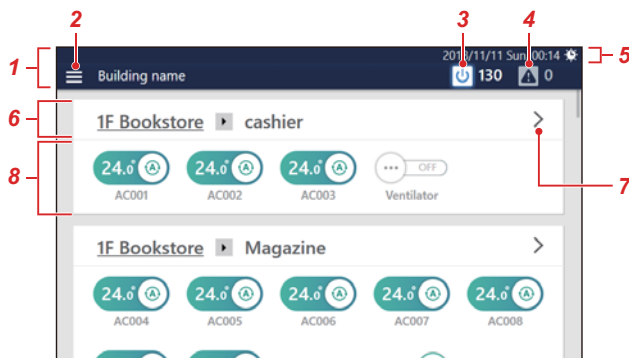 2 3 4
2018/11/11 Sun 00:14 5
1 Building name 130 0
6 1F Bookstore cashier
24.0° A 24.0° A 24.0° A OFF
8 AC001 AC002 AC003 Ventilator 7
1F Bookstore Magazine
24.0° A 24.0° A 24.0° A 24.0° A 24.0° A
AC004 AC005 AC006 AC007 AC008